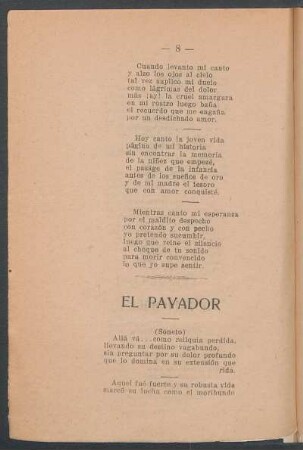 — 8 —
Cuando levanto mi canto
y alzo los ojos al cielo
tal vez suplico mi duelo
como lágrimas del dolor
más ¡ay! la cruel amargura
en mi rostro luego baña
el recuerdo que me engaña
por un desdichado amor.
Hoy canto la joven vida
página de mi historia
sin encontrar la memoria
de la niñez que emposé,
el pasage de la infancia
antes de los sueños de oro
y de mi madre el tesoro
que con amor conquisté.
Mientras canto mi esperanza
por el maldito despecho
con corazón y con pecho
yo pretendo sucumbir,
luego que reine el silencio
al choque de tu sonido
para morir convencido
lo que yo supe sentir.
EL PAYADOR
(Soneto)
Allá vá...como reliquia perdida,
llevando su destino vagabundo,
sin preguntar por su dolor profundo
que lo domina en su extensión que
rida.
Aquel fué fuerte y su robusta vida
marcó su lucha como el moribundo